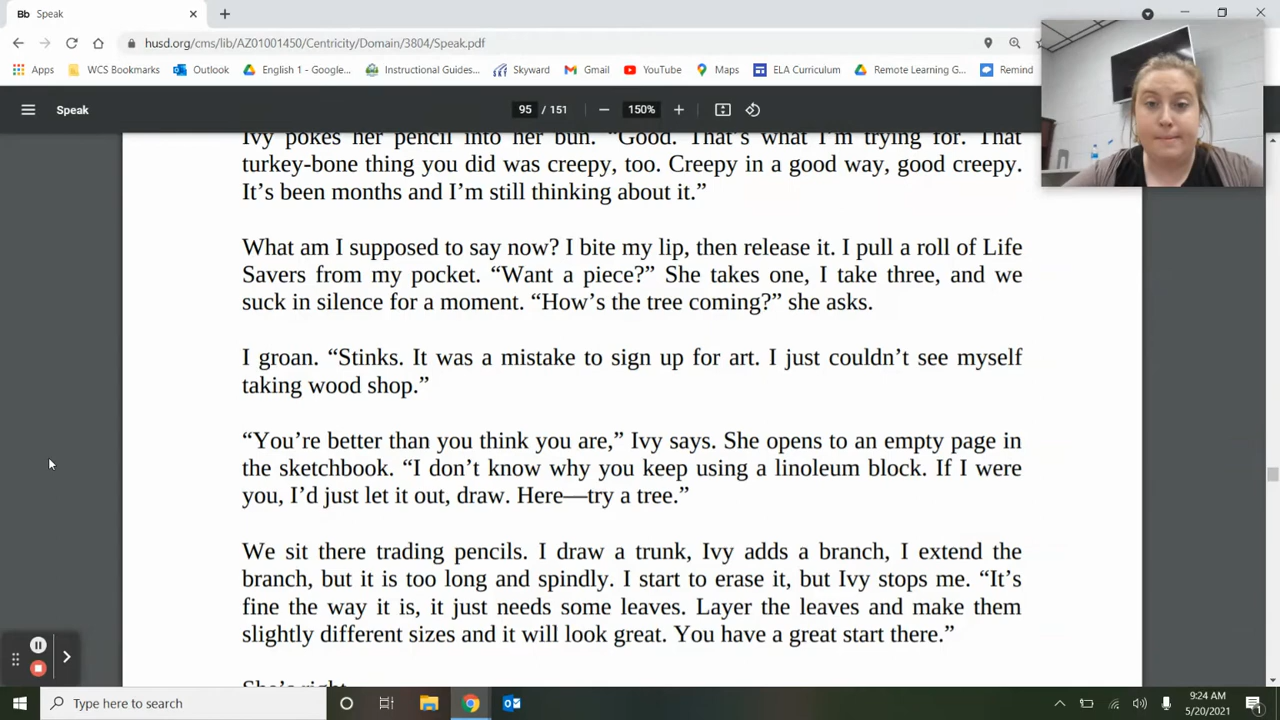 Bb Speak
husd.org/cms/lib/AZ01001450/Centricity/Domain/3804/Speak.pdf
Apps WCS Bookmarks Outlook English 1 - Google... Instructional Guides... Skyward Gmail YouTube Maps ELA Curriculum Remote Learning G... Remind
Speak 95 / 151 150%
Ivy pokes her pencil into her bun. “Good. That’s what I’m trying for. That
turkey-bone thing you did was creepy, too. Creepy in a good way, good creepy.
It’s been months and I’m still thinking about it.”
What am I supposed to say now? I bite my lip, then release it. I pull a roll of Life
Savers from my pocket. “Want a piece?” She takes one, I take three, and we
suck in silence for a moment. “How’s the tree coming?” she asks.
I groan. “Stinks. It was a mistake to sign up for art. I just couldn’t see myself
taking wood shop.”
“You’re better than you think you are,” Ivy says. She opens to an empty page in
the sketchbook. “I don’t know why you keep using a linoleum block. If I were
you, I’d just let it out, draw. Here—try a tree.”
We sit there trading pencils. I draw a trunk, Ivy adds a branch, I extend the
branch, but it is too long and spindly. I start to erase it, but Ivy stops me. “It’s
fine the way it is, it just needs some leaves. Layer the leaves and make them
slightly different sizes and it will look great. You have a great start there.”
She’s right
Type here to search
9:24 AM
5/20/2021
1